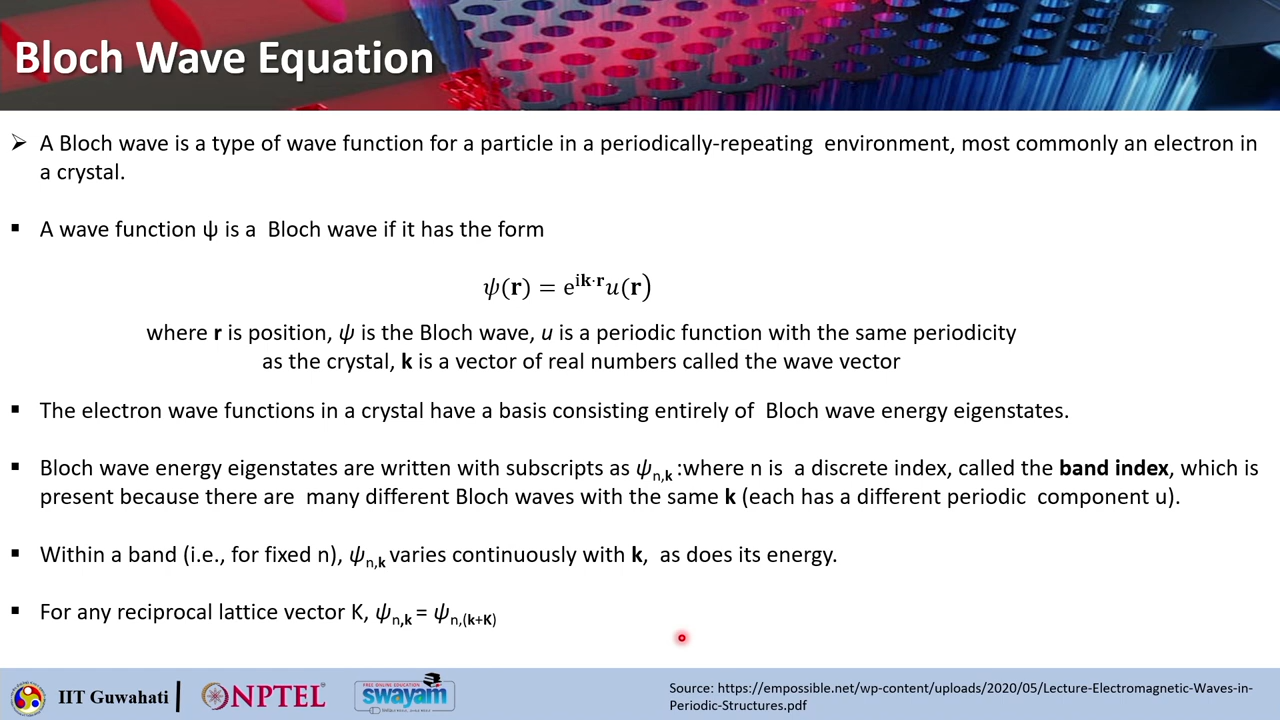 Bloch Wave Equation
➢ A Bloch wave is a type of wave function for a particle in a periodically-repeating environment, most commonly an electron in
a crystal.
▪ A wave function ψ is a Bloch wave if it has the form
𝜓(𝐫) = e^{i𝐤·𝐫}𝑢(𝐫)
where r is position, 𝜓 is the Bloch wave, u is a periodic function with the same periodicity
as the crystal, k is a vector of real numbers called the wave vector
▪ The electron wave functions in a crystal have a basis consisting entirely of Bloch wave energy eigenstates.
▪ Bloch wave energy eigenstates are written with subscripts as 𝜓n,k :where n is a discrete index, called the band index, which is
present because there are many different Bloch waves with the same k (each has a different periodic component u).
▪ Within a band (i.e., for fixed n), 𝜓n,k varies continuously with k, as does its energy.
▪ For any reciprocal lattice vector K, 𝜓n,k = 𝜓n,(k+K)
IIT Guwahati
NPTEL
FREE ONLINE EDUCATION
swayam
Source: https://empossible.net/wp-content/uploads/2020/05/Lecture-Electromagnetic-Waves-in-
Periodic-Structures.pdf